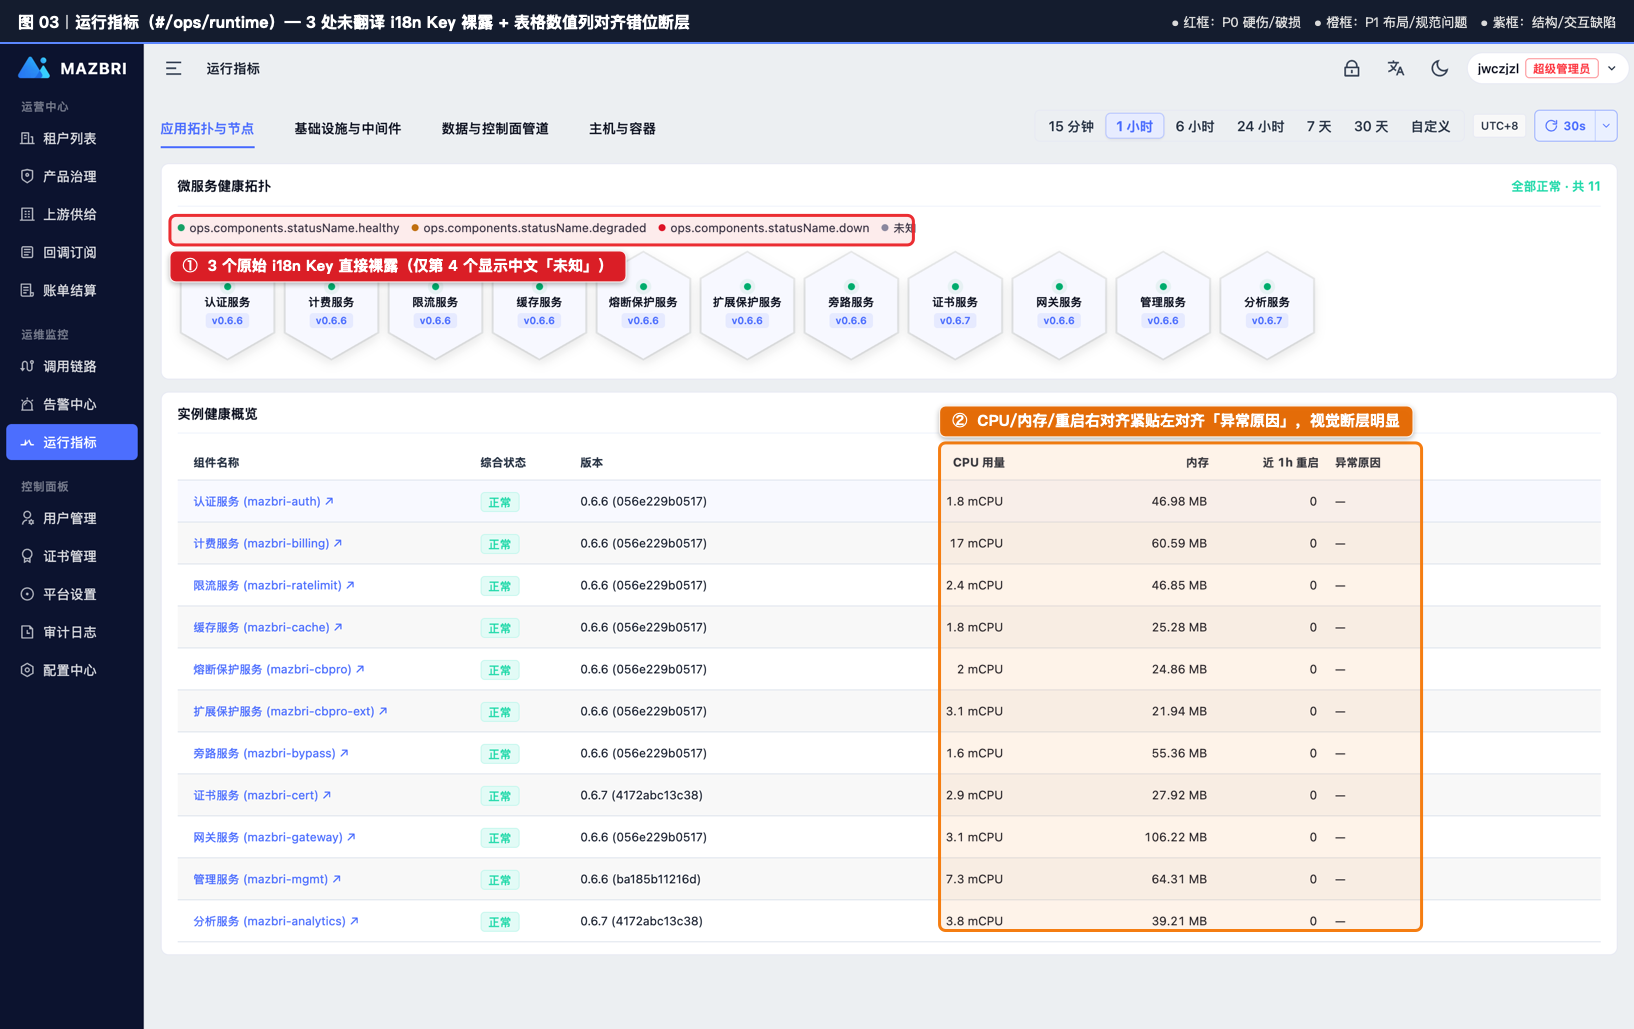 图 03 | 运行指标（#/ops/runtime）— 3 处未翻译 i18n Key 裸露 + 表格数值列对齐错位断层
● 红框：P0 硬伤/破损 ● 橙框：P1 布局/规范问题 ● 紫框：结构/交互缺陷
MAZBRI
运营中心
租户列表
产品治理
上游供给
回调订阅
账单结算
运维监控
调用链路
告警中心
运行指标
控制面板
用户管理
证书管理
平台设置
审计日志
配置中心
运行指标
jwczjzl 超级管理员
应用拓扑与节点 基础设施与中间件 数据与控制面管道 主机与容器
15 分钟 1 小时 6 小时 24 小时 7 天 30 天 自定义 UTC+8 30s
微服务健康拓扑 全部正常 · 共 11
ops.components.statusName.healthy ops.components.statusName.degraded ops.components.statusName.down 未知
① 3 个原始 i18n Key 直接裸露（仅第 4 个显示中文「未知」）
认证服务 计费服务 限流服务 缓存服务 熔断保护服务 扩展保护服务 旁路服务 证书服务 网关服务 管理服务 分析服务
v0.6.6 v0.6.6 v0.6.6 v0.6.6 v0.6.6 v0.6.6 v0.6.6 v0.6.7 v0.6.6 v0.6.6 v0.6.7
实例健康概览
② CPU/内存/重启右对齐紧贴左对齐「异常原因」，视觉断层明显
组件名称 综合状态 版本 CPU 用量 内存 近 1h 重启 异常原因
认证服务 (mazbri-auth) ↗ 正常 0.6.6 (056e229b0517) 1.8 mCPU 46.98 MB 0 —
计费服务 (mazbri-billing) ↗ 正常 0.6.6 (056e229b0517) 17 mCPU 60.59 MB 0 —
限流服务 (mazbri-ratelimit) ↗ 正常 0.6.6 (056e229b0517) 2.4 mCPU 46.85 MB 0 —
缓存服务 (mazbri-cache) ↗ 正常 0.6.6 (056e229b0517) 1.8 mCPU 25.28 MB 0 —
熔断保护服务 (mazbri-cbpro) ↗ 正常 0.6.6 (056e229b0517) 2 mCPU 24.86 MB 0 —
扩展保护服务 (mazbri-cbpro-ext) ↗ 正常 0.6.6 (056e229b0517) 3.1 mCPU 21.94 MB 0 —
旁路服务 (mazbri-bypass) ↗ 正常 0.6.6 (056e229b0517) 1.6 mCPU 55.36 MB 0 —
证书服务 (mazbri-cert) ↗ 正常 0.6.7 (4172abc13c38) 2.9 mCPU 27.92 MB 0 —
网关服务 (mazbri-gateway) ↗ 正常 0.6.6 (056e229b0517) 3.1 mCPU 106.22 MB 0 —
管理服务 (mazbri-mgmt) ↗ 正常 0.6.6 (ba185b11216d) 7.3 mCPU 64.31 MB 0 —
分析服务 (mazbri-analytics) ↗ 正常 0.6.7 (4172abc13c38) 3.8 mCPU 39.21 MB 0 —